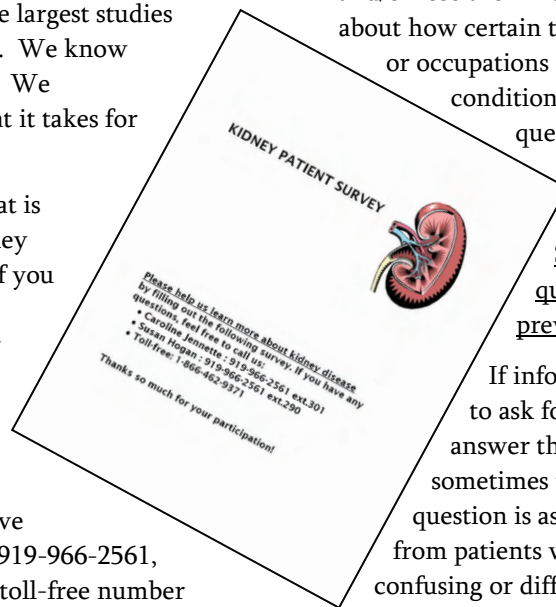 e largest studies
. We know
We
t it takes for
at is
ey
f you
ve
919-966-2561,
toll-free number
KIDNEY PATIENT SURVEY
Please help us learn more about kidney disease
by filling out the following survey. If you have any
questions, feel free to call us:
• Caroline Jennette : 919-966-2561 ext.301
• Susan Hogan : 919-966-2561 ext.290
• Toll-free: 1-866-462-9371
Thanks so much for your participation!
about how certain t
or occupations
condition
que
qu
prev
If info
to ask fo
answer th
sometimes
question is as
from patients w
confusing or diff